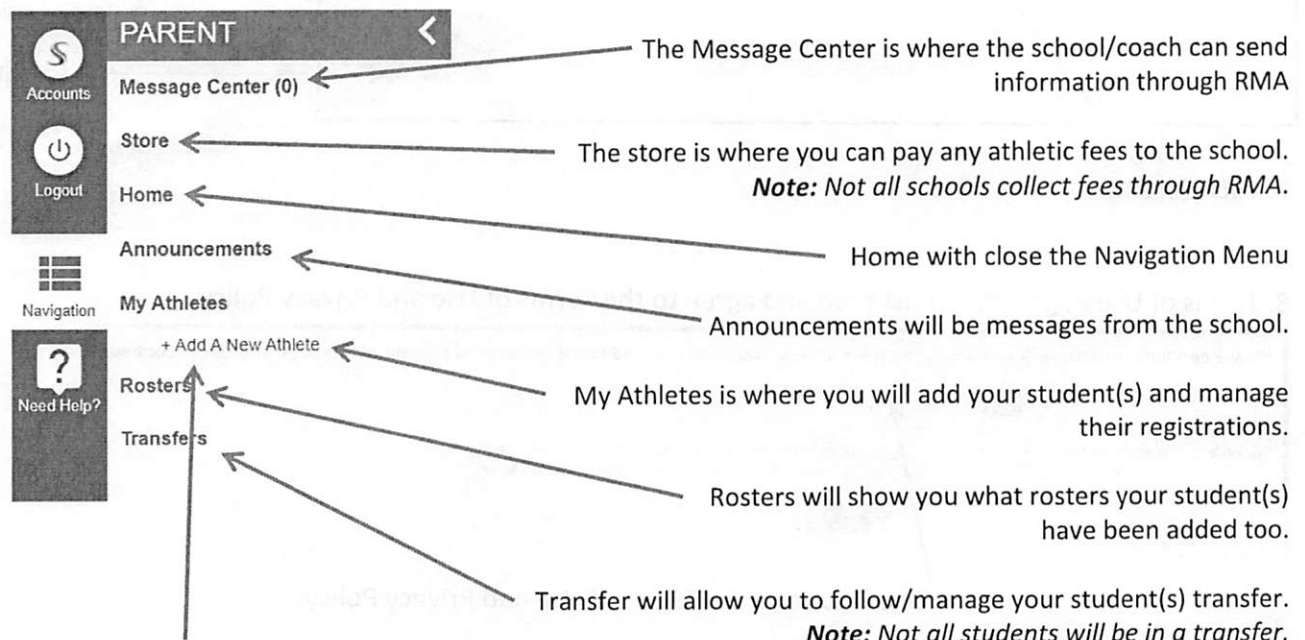 PARENT
Accounts
Message Center (0)
The Message Center is where the school/coach can send
information through RMA
Store
The store is where you can pay any athletic fees to the school.
Note: Not all schools collect fees through RMA.
Logout
Home
Home with close the Navigation Menu
Announcements
Announcements will be messages from the school.
Navigation
My Athletes
+ Add A New Athlete
My Athletes is where you will add your student(s) and manage
their registrations.
Need Help?
Rosters
Rosters will show you what rosters your student(s)
have been added too.
Transfers
Transfer will allow you to follow/manage your student(s) transfer.
Note: Not all students will be in a transfer.